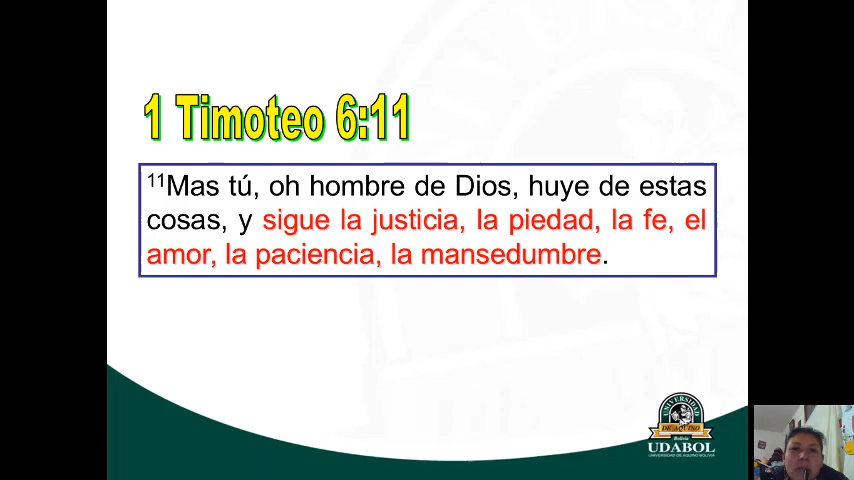 1 Timoteo 6:11
¹¹Mas tú, oh hombre de Dios, huye de estas
cosas, y sigue la justicia, la piedad, la fe, el
amor, la paciencia, la mansedumbre.
UNIVERSIDAD
DE AQUINO
Bolivia
UDABOL
UNIVERSIDAD DE AQUINO BOLIVIA